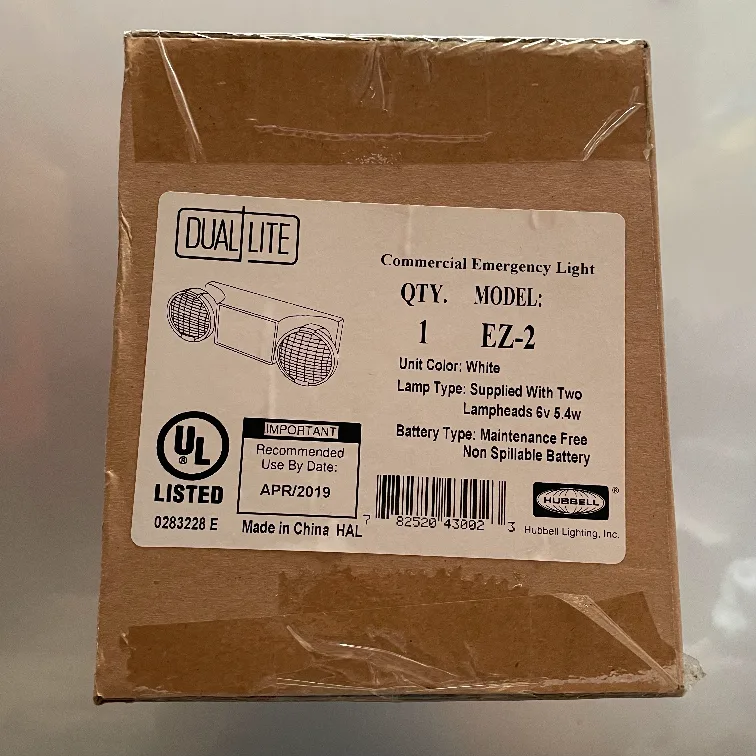 DUAL LITE
Commercial Emergency Light
QTY. MODEL:
1 EZ-2
Unit Color: White
Lamp Type: Supplied With Two
Lampheads 6v 5.4w
Battery Type: Maintenance Free
Non Spillable Battery
UL
®
LISTED
0283228 E
IMPORTANT
Recommended
Use By Date:
APR/2019
Made in China HAL
7 82520 43002 3
HUBBELL ®
Hubbell Lighting, Inc.